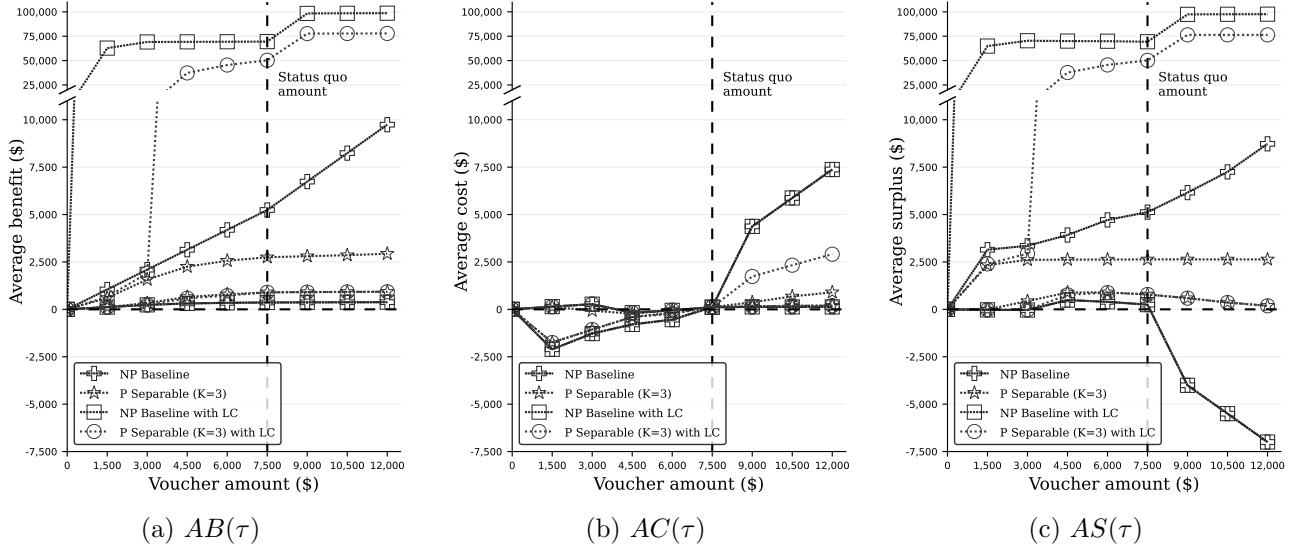 100,000
75,000
50,000
25,000
10,000
7,500
5,000
2,500
0
-2,500
-5,000
-7,500
Average benefit ($)
Status quo
amount
NP Baseline
P Separable (K=3)
NP Baseline with LC
P Separable (K=3) with LC
0 1,500 3,000 4,500 6,000 7,500 9,000 10,500 12,000
Voucher amount ($)
(a) AB(τ)
100,000
75,000
50,000
25,000
10,000
7,500
5,000
2,500
0
-2,500
-5,000
-7,500
Average cost ($)
Status quo
amount
NP Baseline
P Separable (K=3)
NP Baseline with LC
P Separable (K=3) with LC
0 1,500 3,000 4,500 6,000 7,500 9,000 10,500 12,000
Voucher amount ($)
(b) AC(τ)
100,000
75,000
50,000
25,000
10,000
7,500
5,000
2,500
0
-2,500
-5,000
-7,500
Average surplus ($)
Status quo
amount
NP Baseline
P Separable (K=3)
NP Baseline with LC
P Separable (K=3) with LC
0 1,500 3,000 4,500 6,000 7,500 9,000 10,500 12,000
Voucher amount ($)
(c) AS(τ)